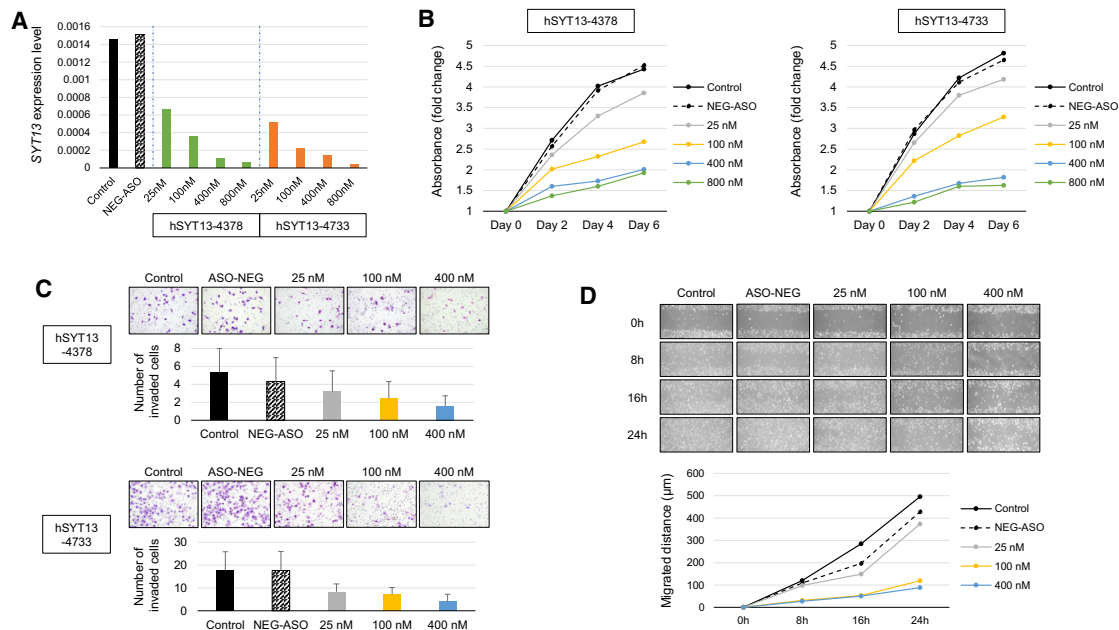 A
SYT13 expression level
0.0016
0.0014
0.0012
0.001
0.0008
0.0006
0.0004
0.0002
0
Control
NEG-ASO
25nM
100nM
400nM
800nM
25nM
100nM
400nM
800nM
hSYT13-4378
hSYT13-4733
B
hSYT13-4378
Absorbance (fold change)
5
4.5
4
3.5
3
2.5
2
1.5
1
Day 0 Day 2 Day 4 Day 6
Control
NEG-ASO
25 nM
100 nM
400 nM
800 nM
hSYT13-4733
Absorbance (fold change)
5
4.5
4
3.5
3
2.5
2
1.5
1
Day 0 Day 2 Day 4 Day 6
Control
NEG-ASO
25 nM
100 nM
400 nM
800 nM
C
Control ASO-NEG 25 nM 100 nM 400 nM
hSYT13
-4378
Number of
invaded cells
8
6
4
2
0
Control NEG-ASO 25 nM 100 nM 400 nM
Control ASO-NEG 25 nM 100 nM 400 nM
hSYT13
-4733
Number of
invaded cells
30
20
10
0
Control NEG-ASO 25 nM 100 nM 400 nM
D
Control ASO-NEG 25 nM 100 nM 400 nM
0h
8h
16h
24h
Migrated distance (μm)
600
500
400
300
200
100
0
0h 8h 16h 24h
Control
NEG-ASO
25 nM
100 nM
400 nM